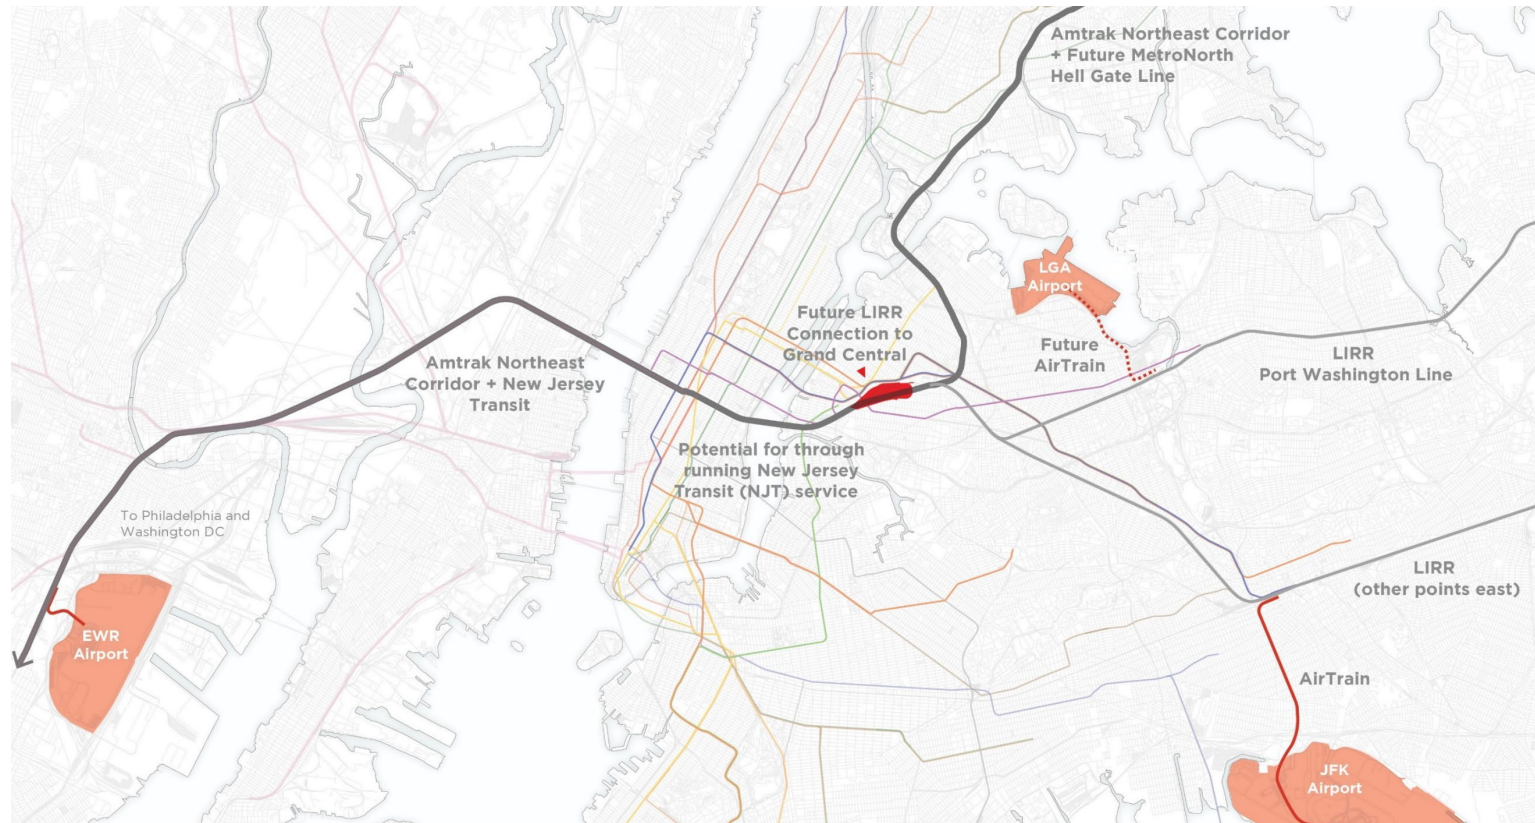 Amtrak Northeast Corridor
+ Future MetroNorth
Hell Gate Line
LGA
Airport
Future LIRR
Connection to
Grand Central
Future
AirTrain
LIRR
Port Washington Line
Amtrak Northeast
Corridor + New Jersey
Transit
Potential for through
running New Jersey
Transit (NJT) service
To Philadelphia and
Washington DC
LIRR
(other points east)
EWR
Airport
AirTrain
JFK
Airport